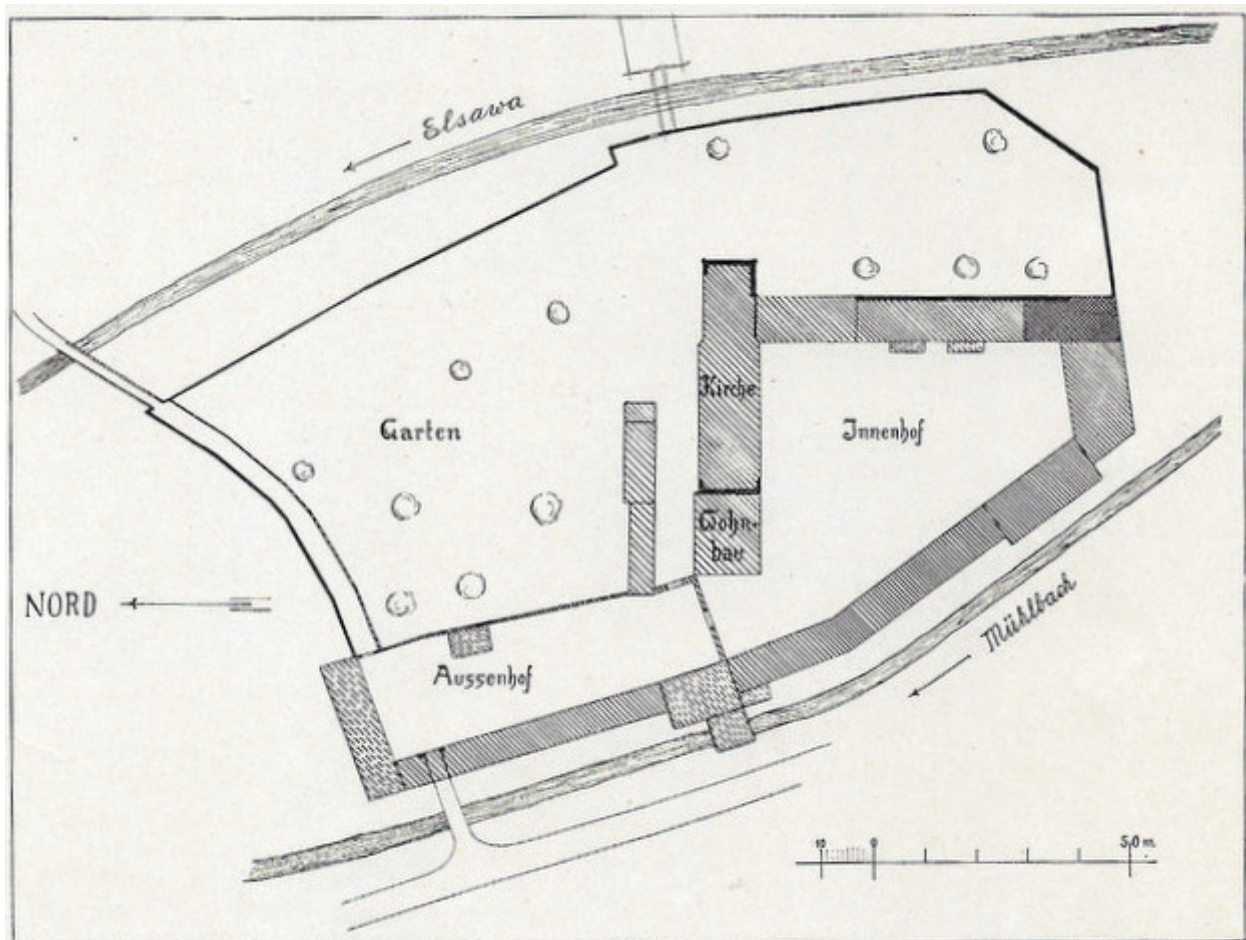 Elsawa
Kirche
Garten
Innenhof
Wohn-
bau
NORD
Mühlbach
Aussenhof
10 0 50 m.